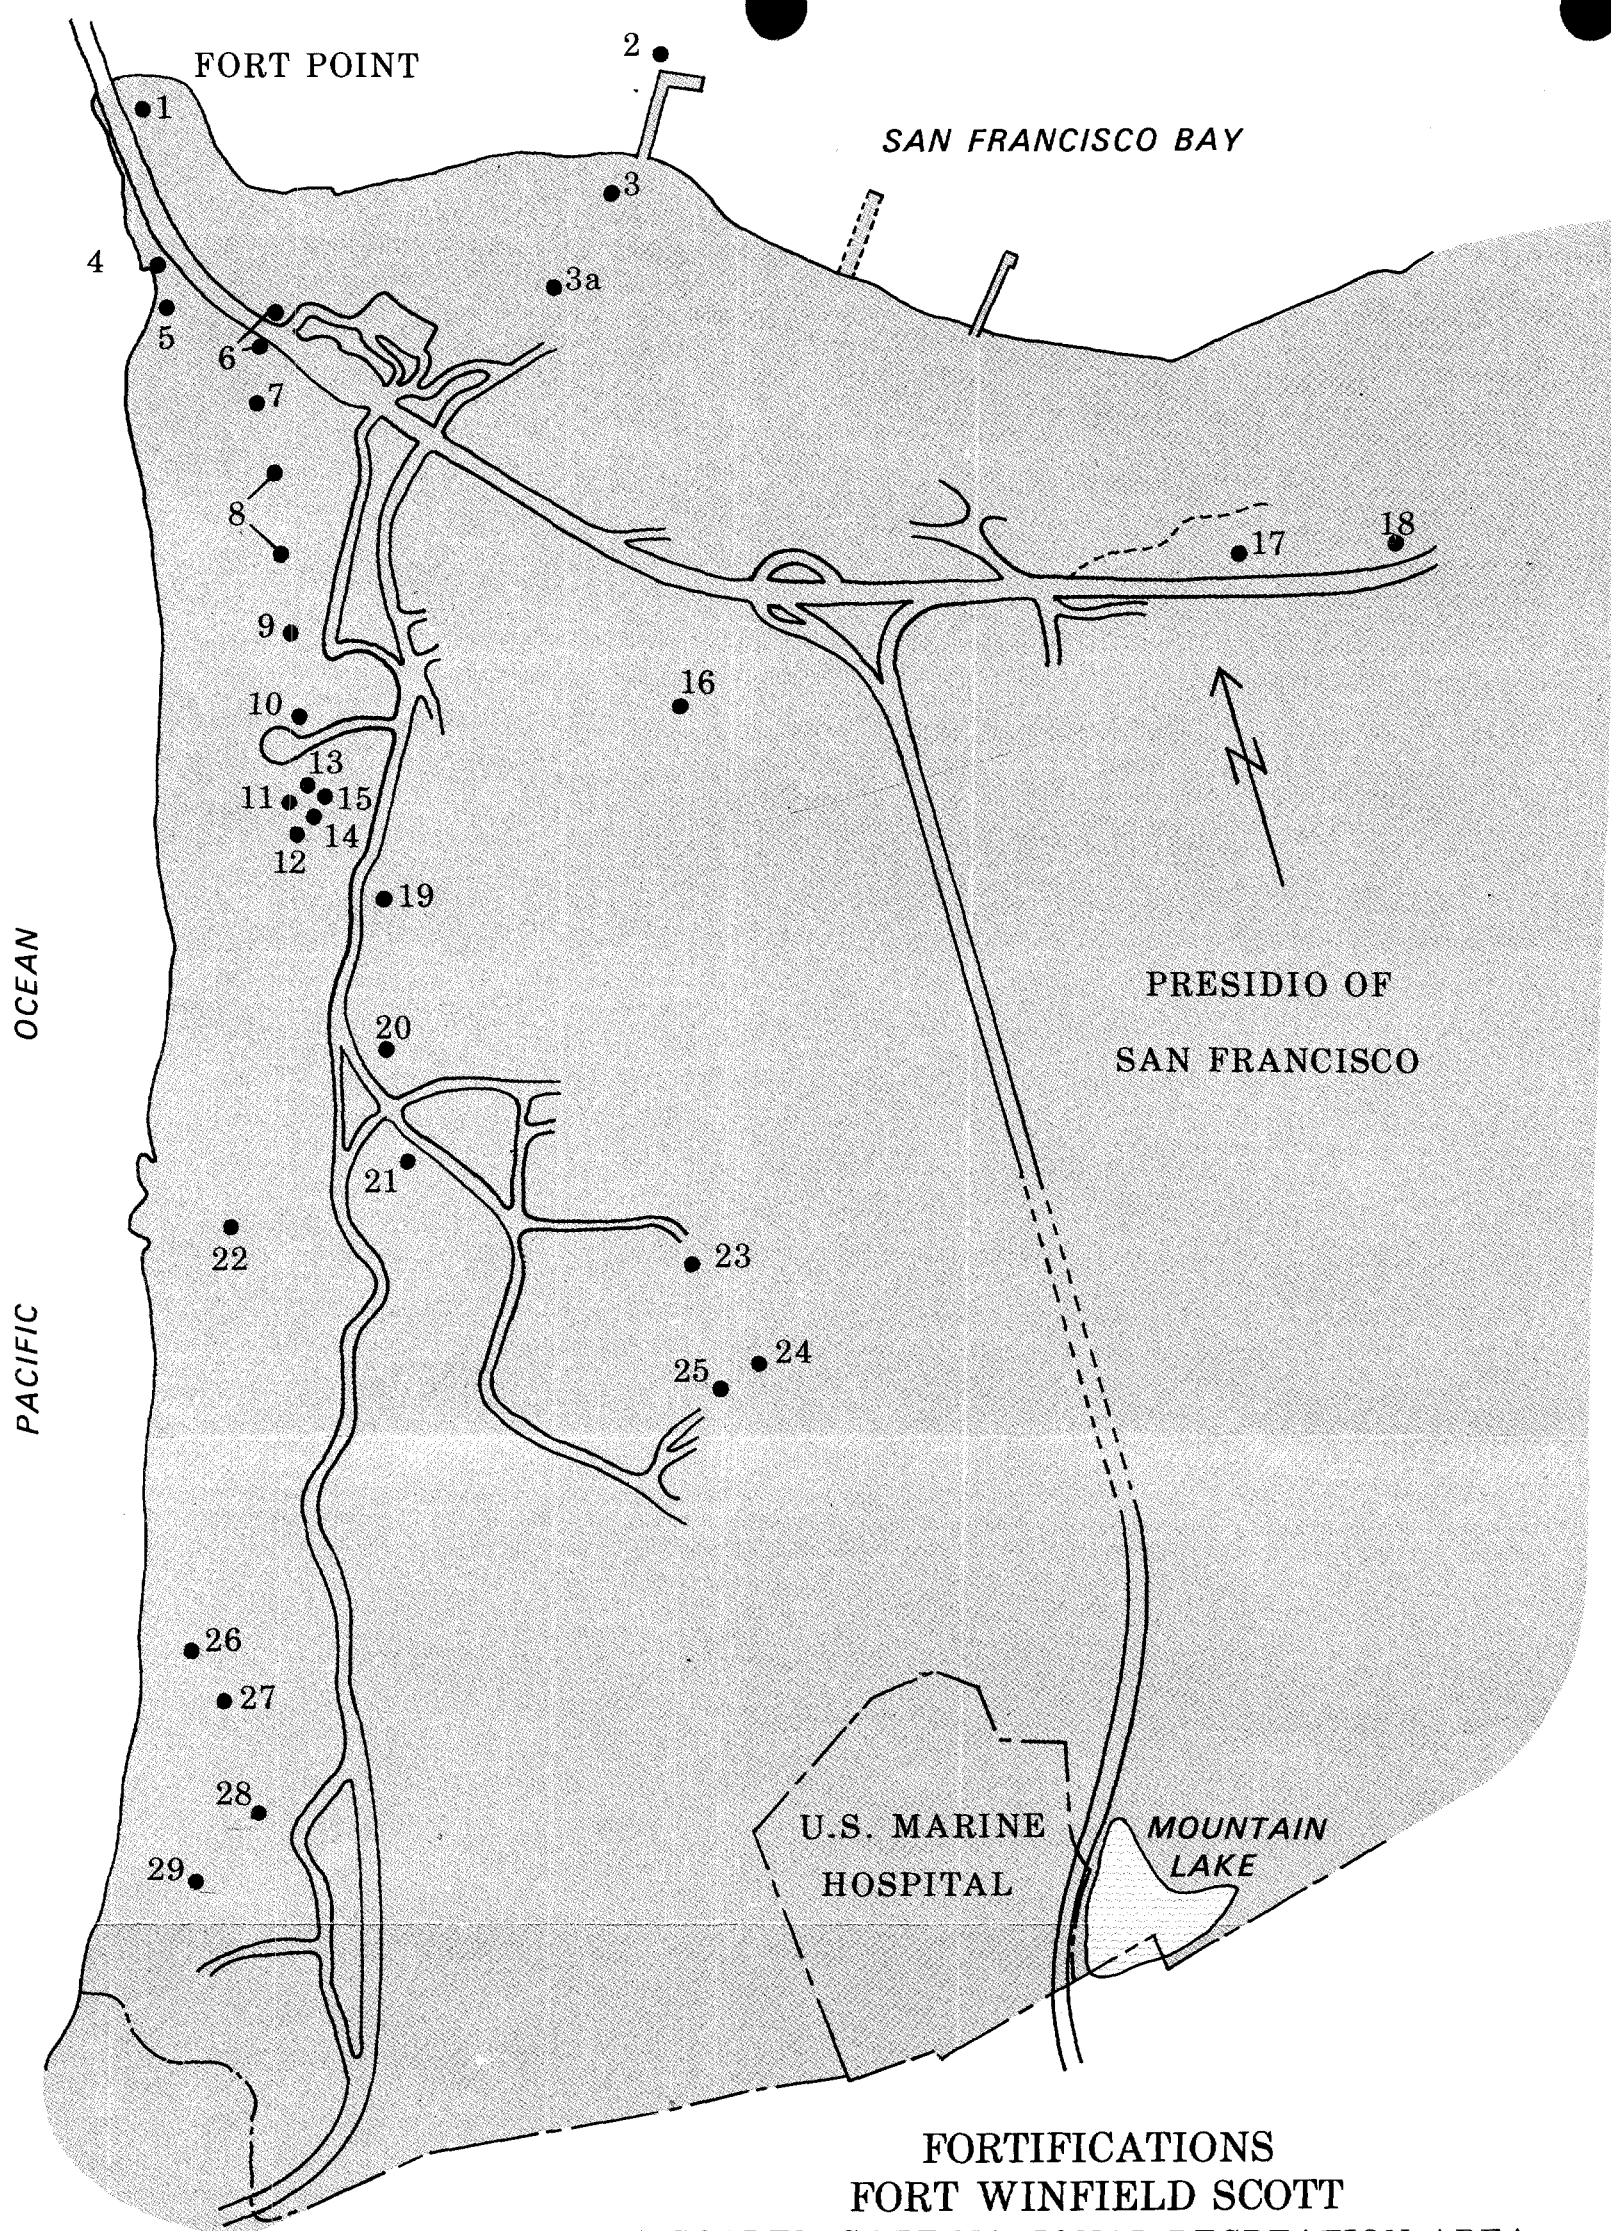 FORT POINT
2
1
SAN FRANCISCO BAY
3
4
3a
5
6
7
8
18
17
9
16
10
13
11
15
14
12
19
OCEAN
PRESIDIO OF
SAN FRANCISCO
20
21
22
23
PACIFIC
24
25
26
27
28
29
U.S. MARINE
HOSPITAL
MOUNTAIN
LAKE
FORTIFICATIONS
FORT WINFIELD SCOTT